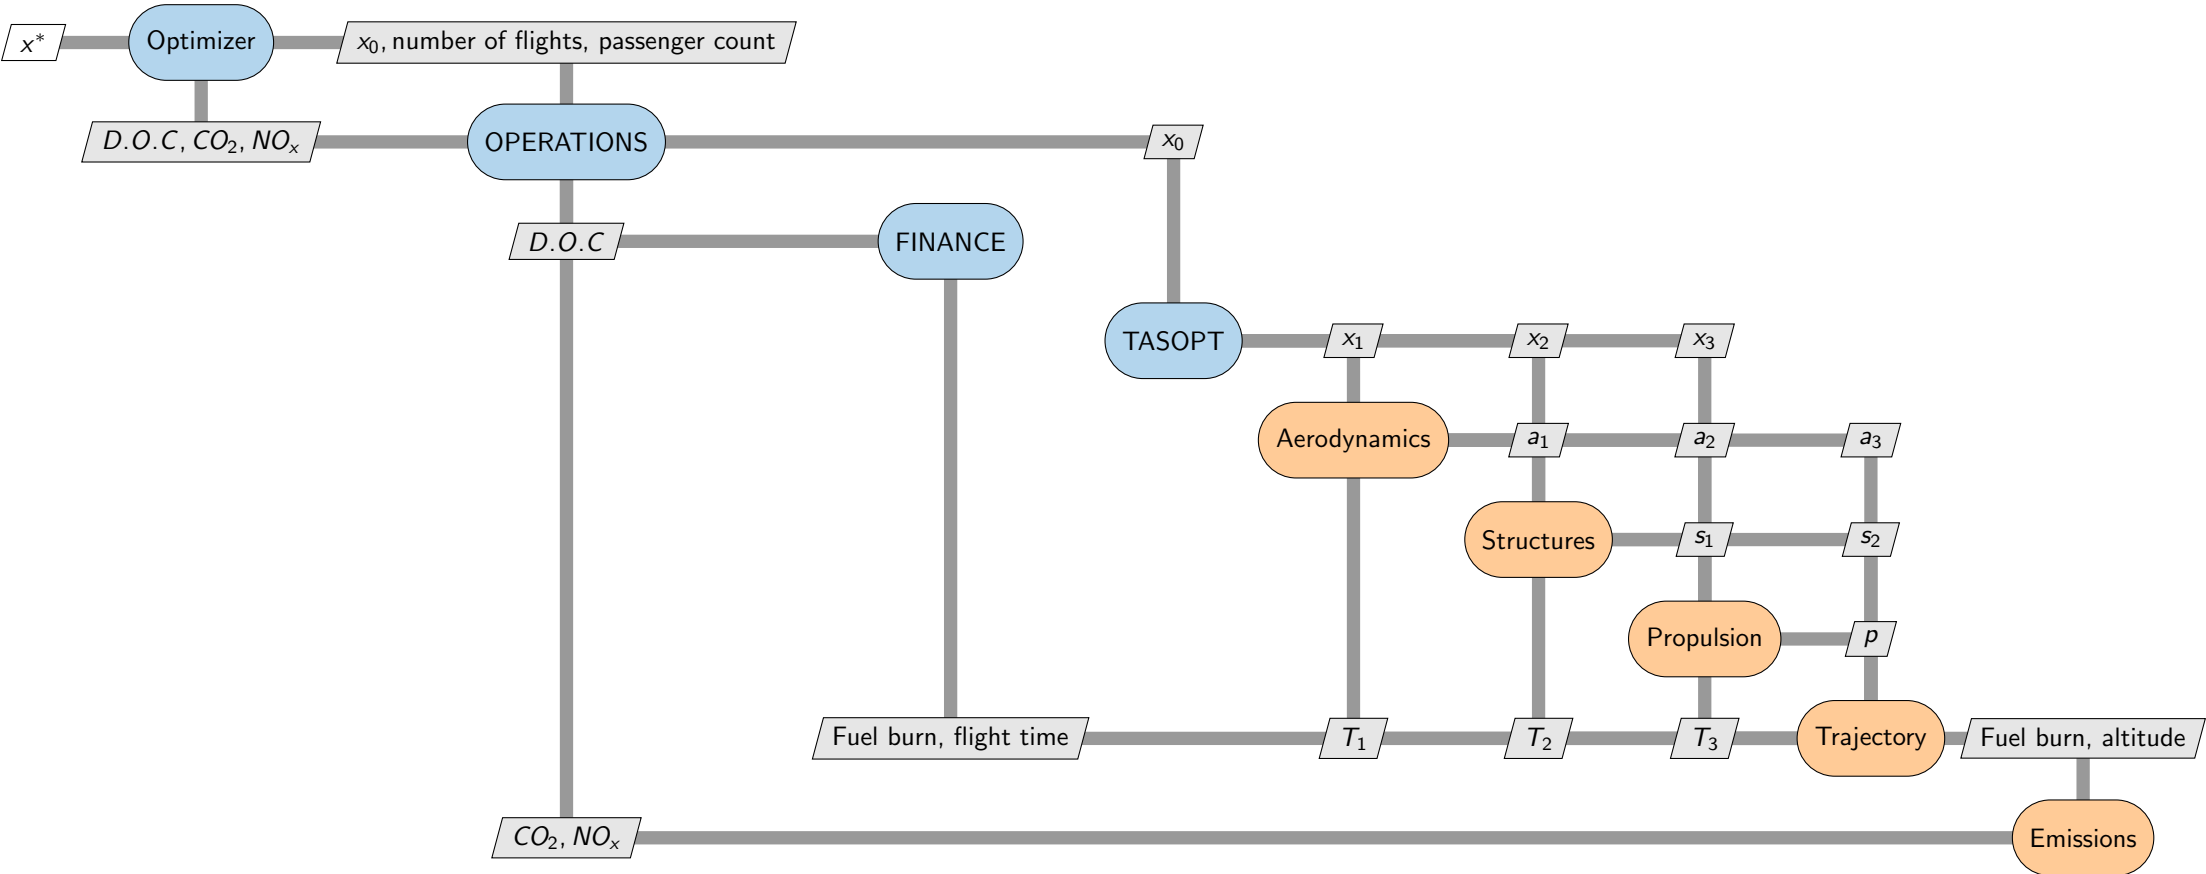 x*
Optimizer
x₀, number of flights, passenger count
D.O.C, CO₂, NOₓ
OPERATIONS
x₀
D.O.C
FINANCE
TASOPT
x₁
x₂
x₃
Aerodynamics
a₁
a₂
a₃
Structures
s₁
s₂
Propulsion
p
Fuel burn, flight time
T₁
T₂
T₃
Trajectory
Fuel burn, altitude
CO₂, NOₓ
Emissions